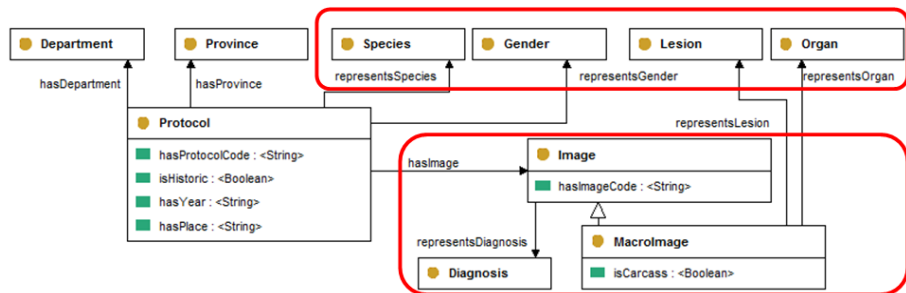 Department
Province
Species
Gender
Lesion
Organ
hasDepartment
hasProvince
representsSpecies
representsGender
representsOrgan
Protocol
representsLesion
hasProtocolCode : <String>
isHistoric : <Boolean>
hasYear : <String>
hasPlace : <String>
hasImage
Image
hasImageCode : <String>
representsDiagnosis
MacroImage
Diagnosis
isCarcass : <Boolean>